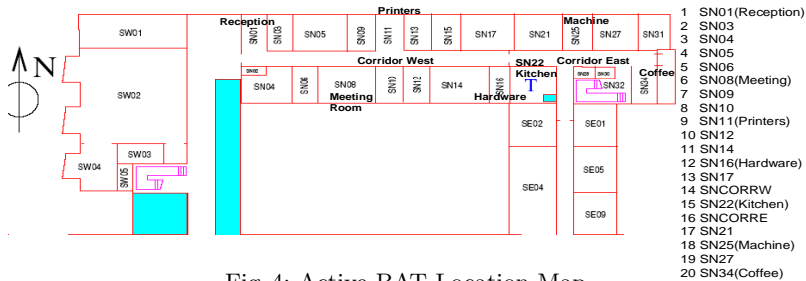 Printers
Reception
Machine
SW01
SN01
SN03
SN05
SN09
SN11
SN13
SN15
SN17
SN21
SN25
SN27
SN31
N
Corridor West
SN22
Kitchen
Corridor East
Coffee
SW02
SN02
SN04
SN06
SN08
SN10
SN12
SN14
SN16
T
SN28
SN30
SN32
SN34
Meeting
Room
Hardware
SE02
SE01
SW03
SW04
SW05
SE04
SE05
SE09
1 SN01(Reception)
2 SN03
3 SN04
4 SN05
5 SN06
6 SN08(Meeting)
7 SN09
8 SN10
9 SN11(Printers)
10 SN12
11 SN14
12 SN16(Hardware)
13 SN17
14 SNCORRW
15 SN22(Kitchen)
16 SNCORRE
17 SN21
18 SN25(Machine)
19 SN27
20 SN34(Coffee)
Fig 4: Active BAT Location Map